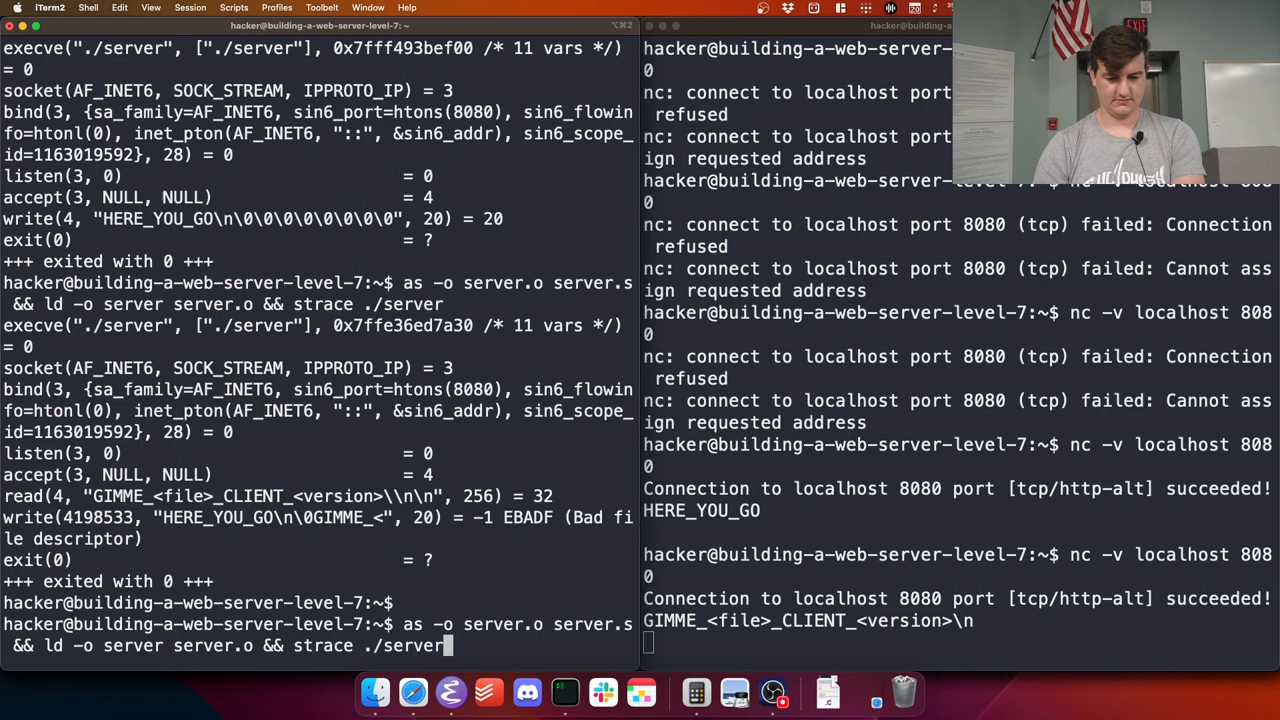 iTerm2 Shell Edit View Session Scripts Profiles Toolbelt Window Help
hacker@building-a-web-server-level-7: ~
⌥⌘2
execve("./server", ["./server"], 0x7fff493bef00 /* 11 vars */)
= 0
socket(AF_INET6, SOCK_STREAM, IPPROTO_IP) = 3
bind(3, {sa_family=AF_INET6, sin6_port=htons(8080), sin6_flowi
nfo=htonl(0), inet_pton(AF_INET6, "::", &sin6_addr), sin6_scope_
id=1163019592}, 28) = 0
listen(3, 0) = 0
accept(3, NULL, NULL) = 4
write(4, "HERE_YOU_GO\n\0\0\0\0\0\0\0\0", 20) = 20
exit(0) = ?
+++ exited with 0 +++
hacker@building-a-web-server-level-7:~$ as -o server.o server.s
&& ld -o server server.o && strace ./server
execve("./server", ["./server"], 0x7ffe36ed7a30 /* 11 vars */)
= 0
socket(AF_INET6, SOCK_STREAM, IPPROTO_IP) = 3
bind(3, {sa_family=AF_INET6, sin6_port=htons(8080), sin6_flowin
fo=htonl(0), inet_pton(AF_INET6, "::", &sin6_addr), sin6_scope_
id=1163019592}, 28) = 0
listen(3, 0) = 0
accept(3, NULL, NULL) = 4
read(4, "GIMME_<file>_CLIENT_<version>\\n\n", 256) = 32
write(4198533, "HERE_YOU_GO\n\0GIMME_<", 20) = -1 EBADF (Bad fi
le descriptor)
exit(0) = ?
+++ exited with 0 +++
hacker@building-a-web-server-level-7:~$
hacker@building-a-web-server-level-7:~$ as -o server.o server.s
&& ld -o server server.o && strace ./server
hacker@building-a-web-server-level-7:
hacker@building-a-web-server-
0
nc: connect to localhost port
refused
nc: connect to localhost port
ign requested address
hacker@building-a-web-server-level-7:~$ nc -v localhost 808
0
nc: connect to localhost port 8080 (tcp) failed: Connection
refused
nc: connect to localhost port 8080 (tcp) failed: Cannot ass
ign requested address
hacker@building-a-web-server-level-7:~$ nc -v localhost 808
0
nc: connect to localhost port 8080 (tcp) failed: Connection
refused
nc: connect to localhost port 8080 (tcp) failed: Cannot ass
ign requested address
hacker@building-a-web-server-level-7:~$ nc -v localhost 808
0
Connection to localhost 8080 port [tcp/http-alt] succeeded!
HERE_YOU_GO
hacker@building-a-web-server-level-7:~$ nc -v localhost 808
0
Connection to localhost 8080 port [tcp/http-alt] succeeded!
GIMME_<file>_CLIENT_<version>\n
EXIT